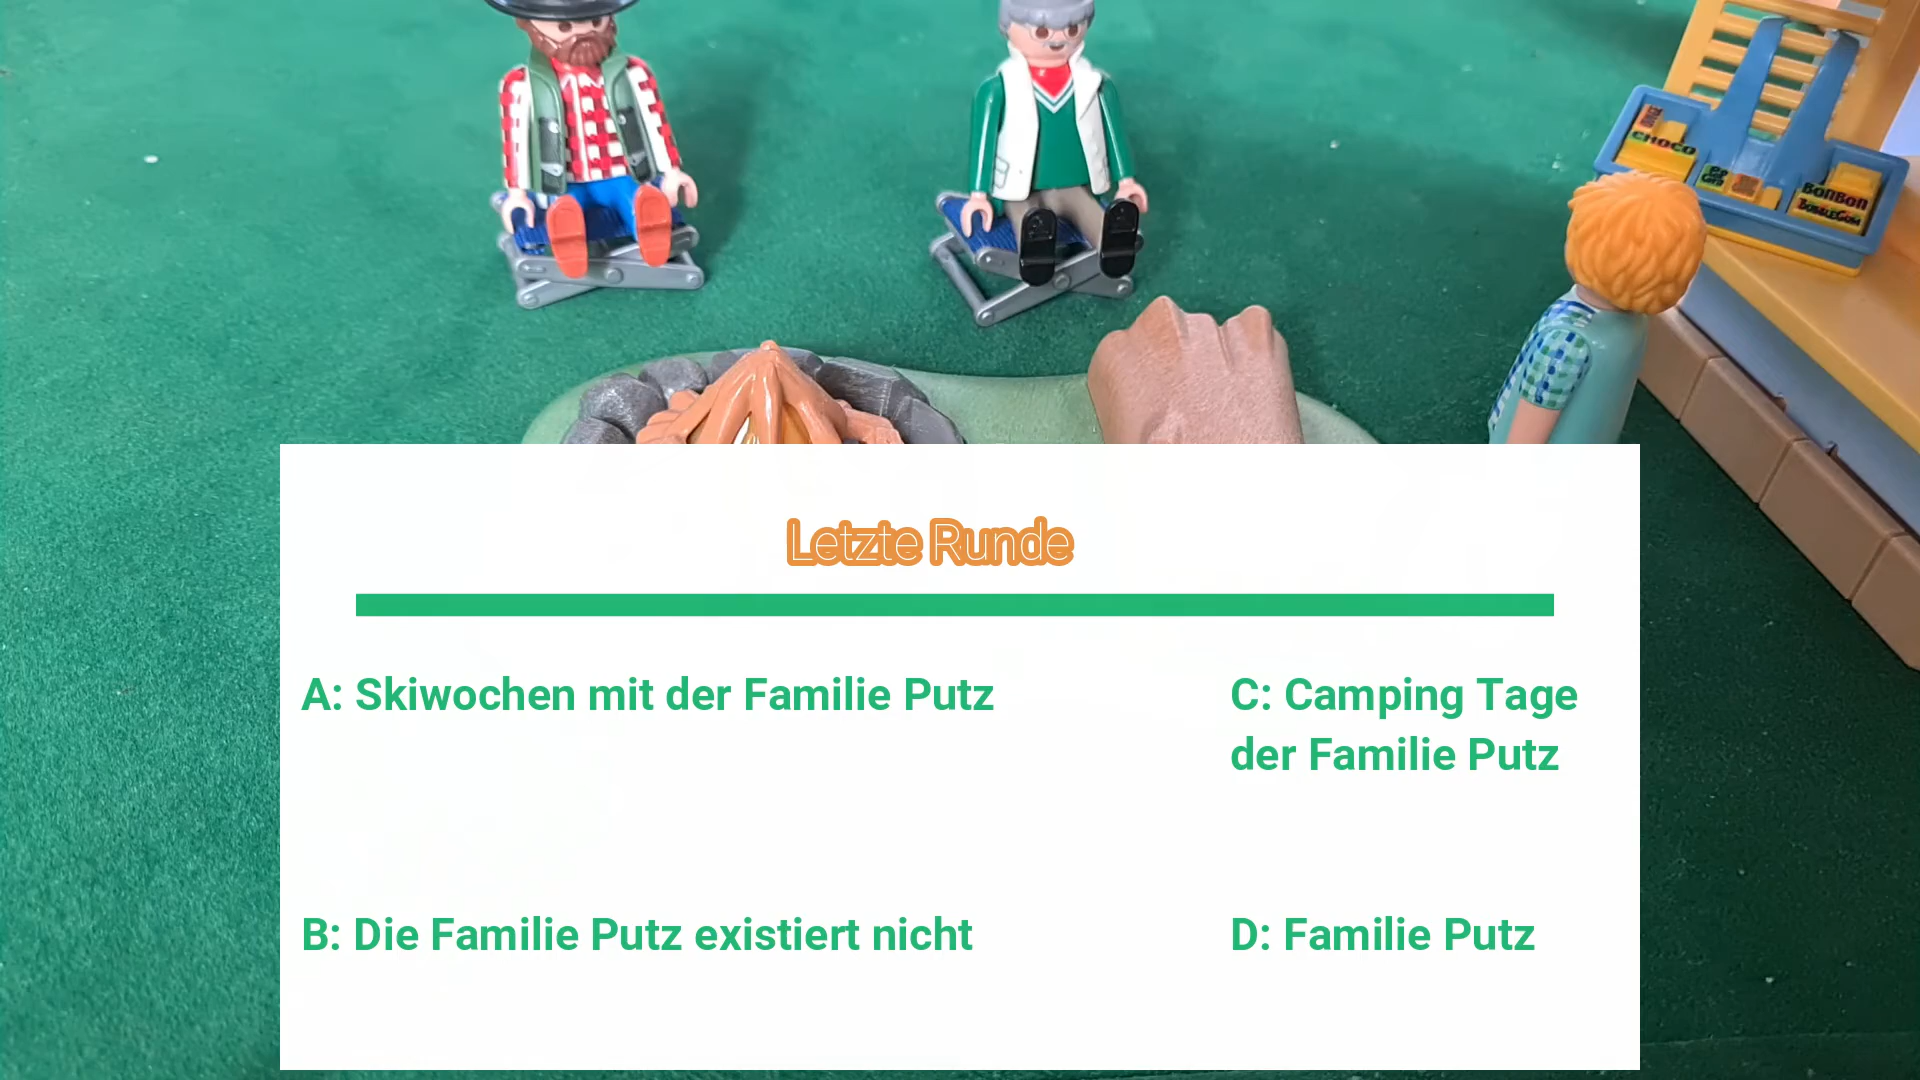 CHOCO
BonBon
BubbleGum
Letzte Runde
A: Skiwochen mit der Familie Putz
C: Camping Tage
der Familie Putz
B: Die Familie Putz existiert nicht
D: Familie Putz